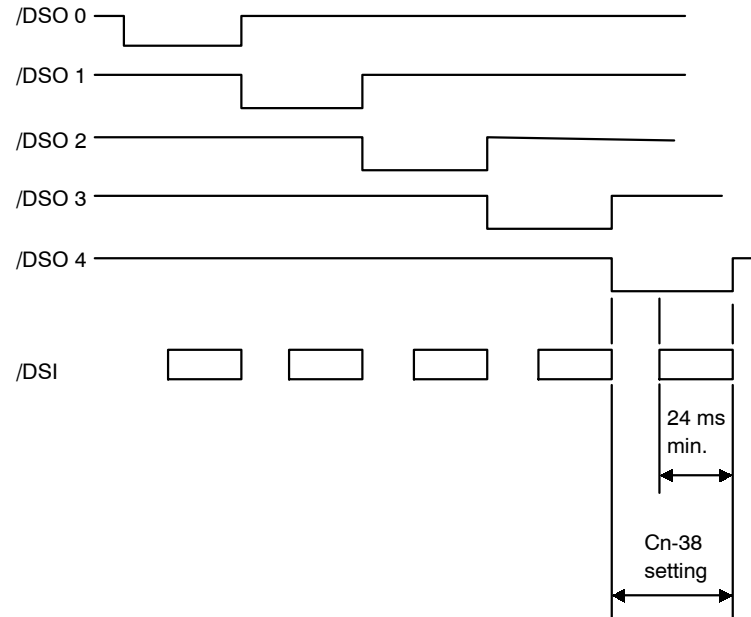 /DSO 0
/DSO 1
/DSO 2
/DSO 3
/DSO 4
/DSI
24 ms
min.
Cn-38
setting